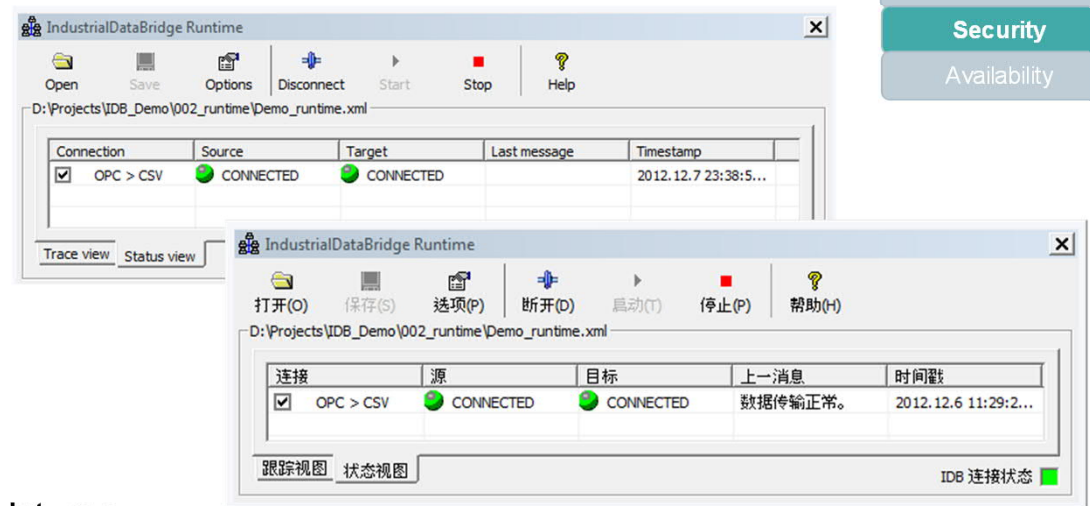 IndustrialDataBridge Runtime
Security
Availability
Open Save Options Disconnect Start Stop Help
D:\Projects\IDB_Demo\002_runtime\Demo_runtime.xml
Connection Source Target Last message Timestamp
OPC > CSV CONNECTED CONNECTED 2012.12.7 23:38:5...
Trace view Status view
IndustrialDataBridge Runtime
打开(O) 保存(S) 选项(P) 断开(D) 启动(T) 停止(P) 帮助(H)
D:\Projects\IDB_Demo\002_runtime\Demo_runtime.xml
连接 源 目标 上一消息 时间戳
OPC > CSV CONNECTED CONNECTED 数据传输正常。 2012.12.6 11:29:2...
跟踪视图 状态视图
IDB 连接状态